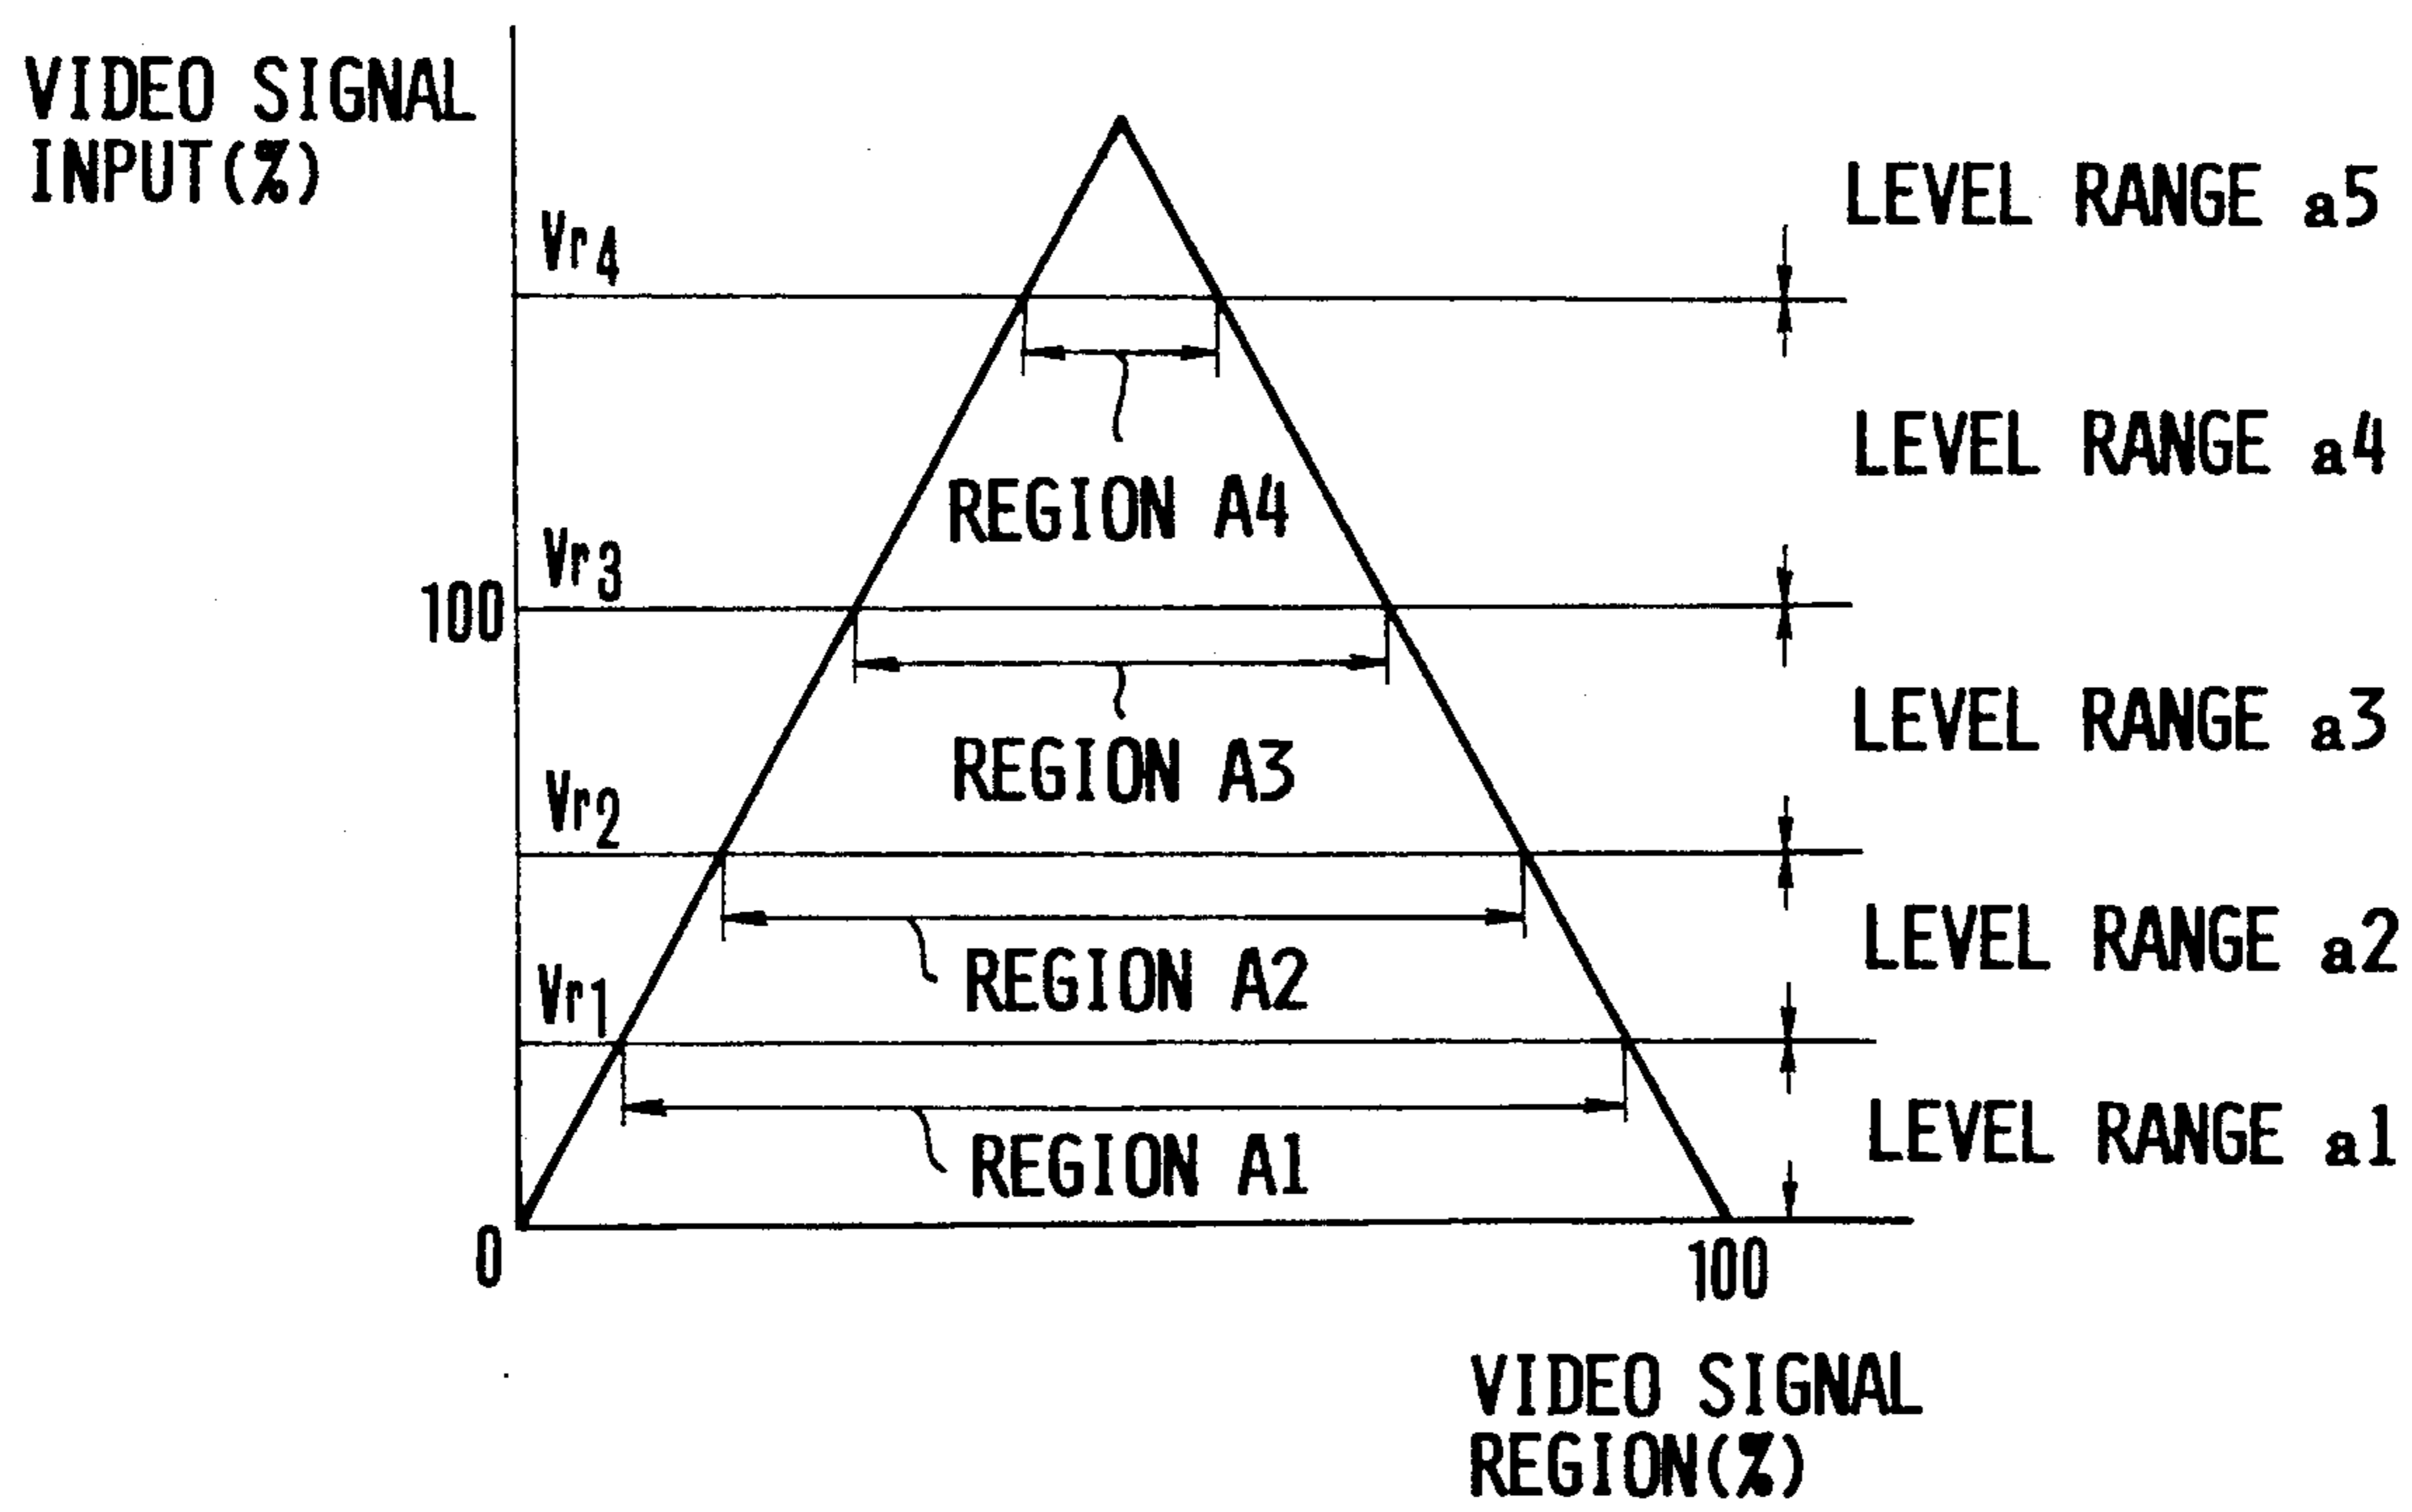 VIDEO SIGNAL
INPUT(%)
LEVEL RANGE a5
Vr4
LEVEL RANGE a4
REGION A4
Vr3
100
LEVEL RANGE a3
REGION A3
Vr2
LEVEL RANGE a2
REGION A2
Vr1
LEVEL RANGE a1
REGION A1
0
100
VIDEO SIGNAL
REGION(%)